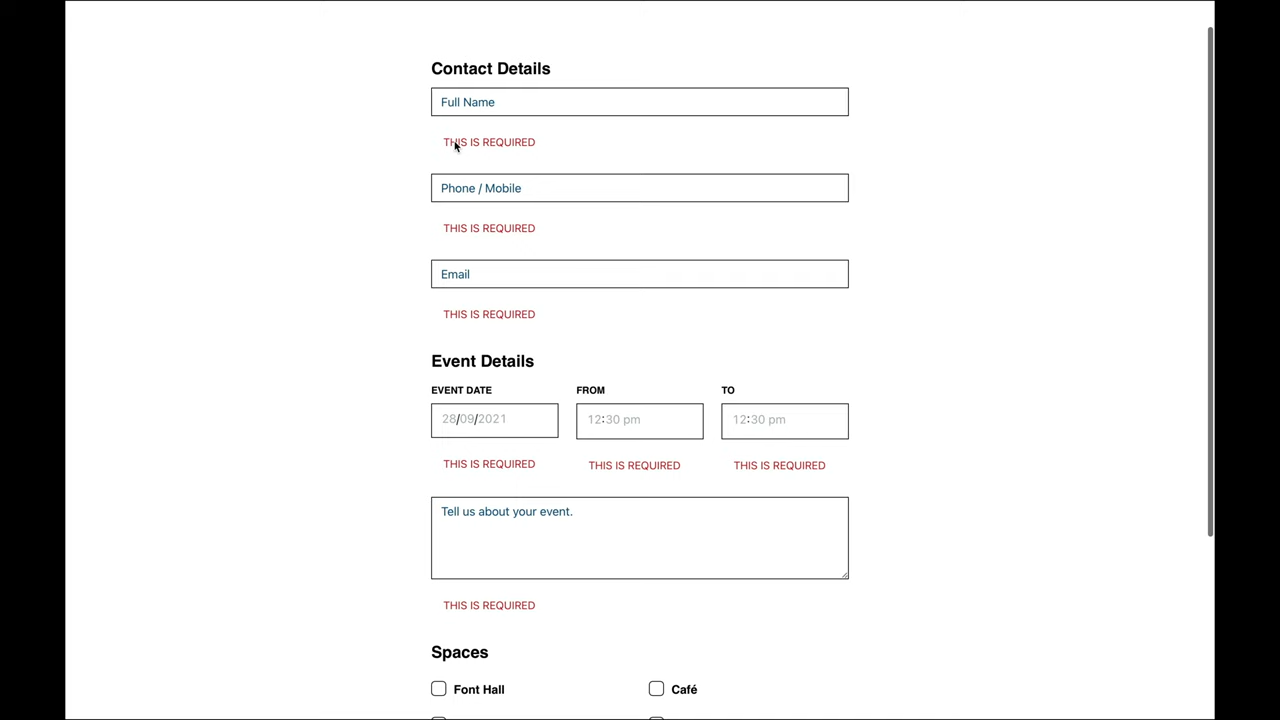 Contact Details
Full Name
THIS IS REQUIRED
Phone / Mobile
THIS IS REQUIRED
Email
THIS IS REQUIRED
Event Details
EVENT DATE FROM TO
28/09/2021 12:30 pm 12:30 pm
THIS IS REQUIRED THIS IS REQUIRED THIS IS REQUIRED
Tell us about your event.
THIS IS REQUIRED
Spaces
Font Hall Café